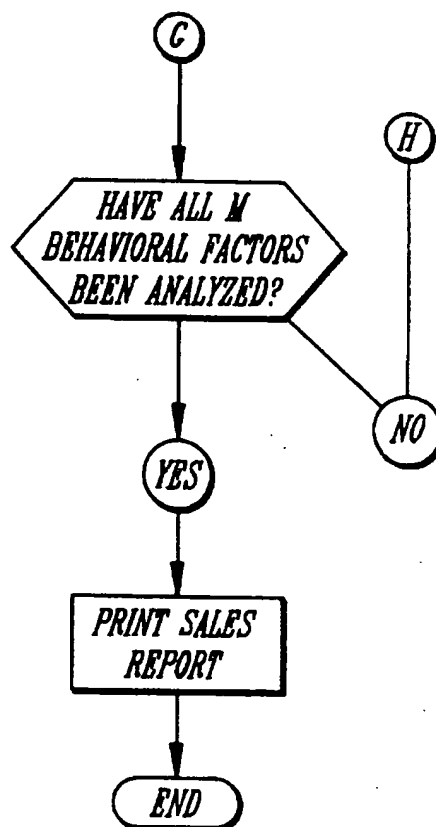 G
H
HAVE ALL M
BEHAVIORAL FACTORS
BEEN ANALYZED?
NO
YES
PRINT SALES
REPORT
END